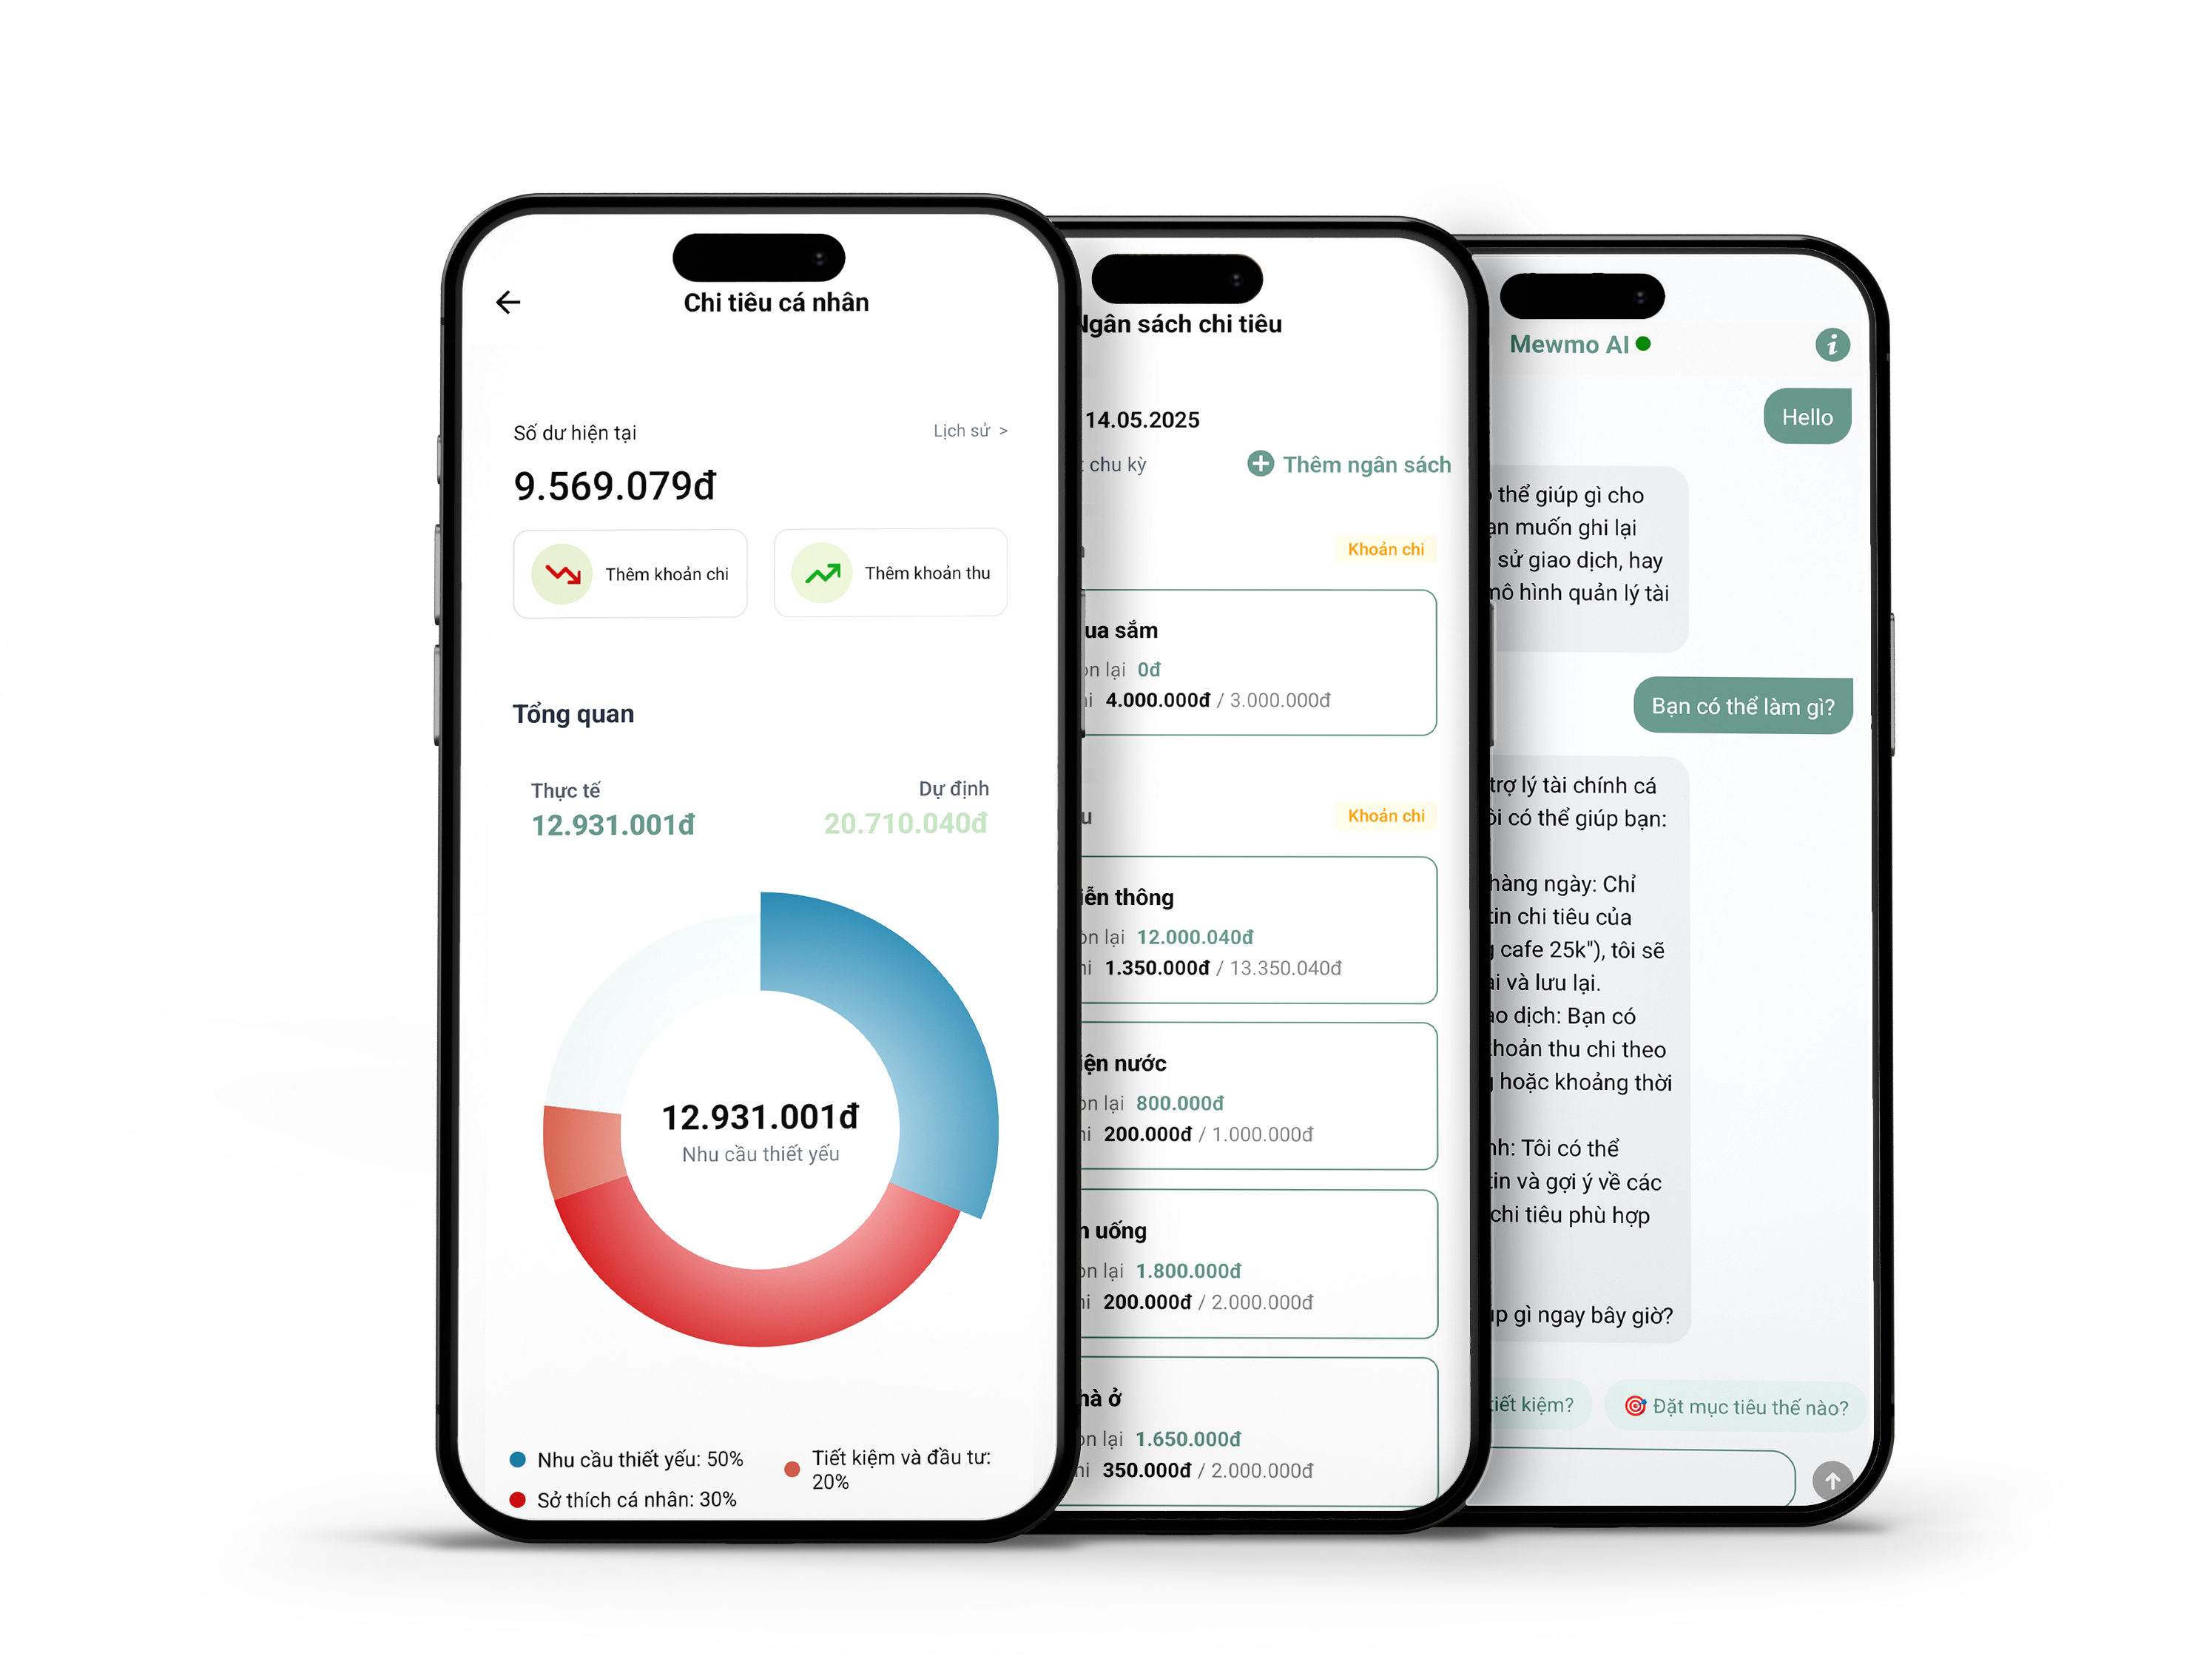 Chi tiêu cá nhân
Số dư hiện tại
Lịch sử >
9.569.079đ
Thêm khoản chi
Thêm khoản thu
Tổng quan
Thực tế
Dự định
12.931.001đ
20.710.040đ
12.931.001đ
Nhu cầu thiết yếu
Nhu cầu thiết yếu: 50%
Tiết kiệm và đầu tư:
20%
Sở thích cá nhân: 30%
Ngân sách chi tiêu
14.05.2025
chu kỳ
Thêm ngân sách
Khoản chi
sắm
lại 0đ
4.000.000đ / 3.000.000đ
Khoản chi
thông
lại 12.000.040đ
1.350.000đ / 13.350.040đ
nước
lại 800.000đ
200.000đ / 1.000.000đ
uống
lại 1.800.000đ
200.000đ / 2.000.000đ
ở
lại 1.650.000đ
350.000đ / 2.000.000đ
Mewmo AI
i
Hello
thể giúp gì cho
muốn ghi lại
sử giao dịch, hay
mô hình quản lý tài
Bạn có thể làm gì?
trợ lý tài chính cá
có thể giúp bạn:
hàng ngày: Chỉ
tin chi tiêu của
cafe 25k"), tôi sẽ
và lưu lại.
dịch: Bạn có
khoản thu chi theo
hoặc khoảng thời
Tôi có thể
tin và gợi ý về các
chi tiêu phù hợp
gì ngay bây giờ?
tiết kiệm?
Đặt mục tiêu thế nào?